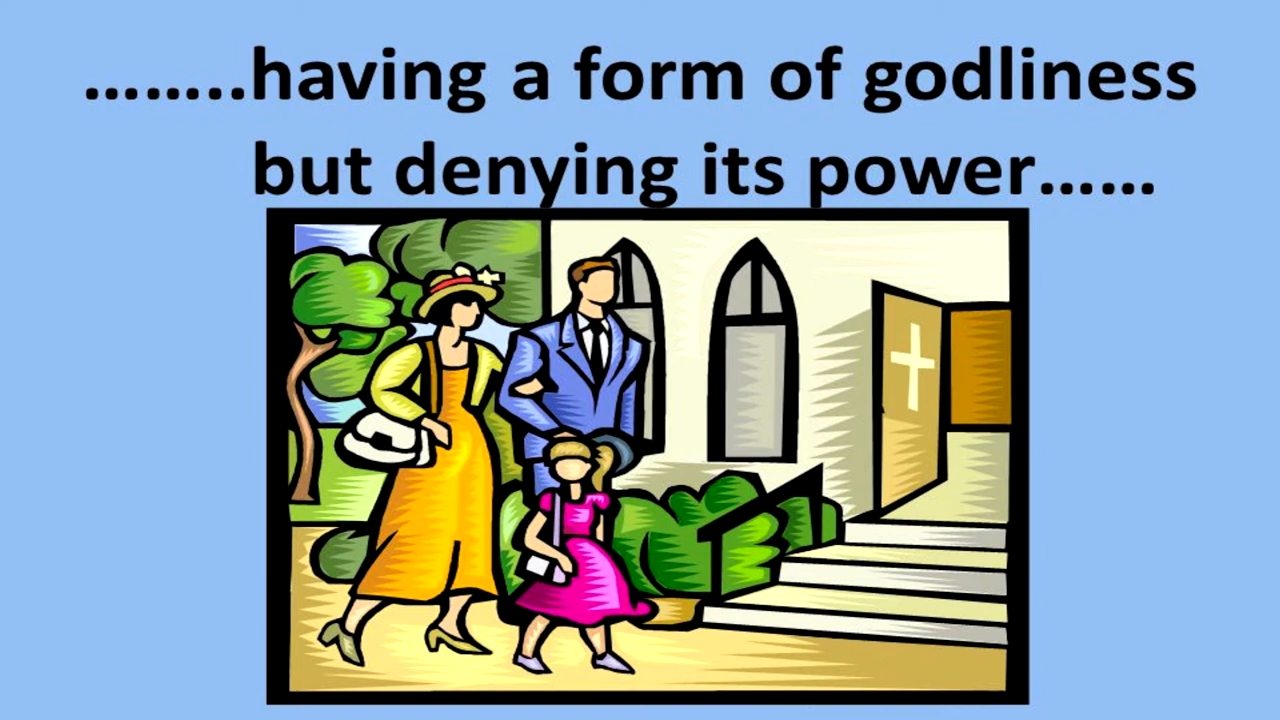 ........having a form of godliness
but denying its power......